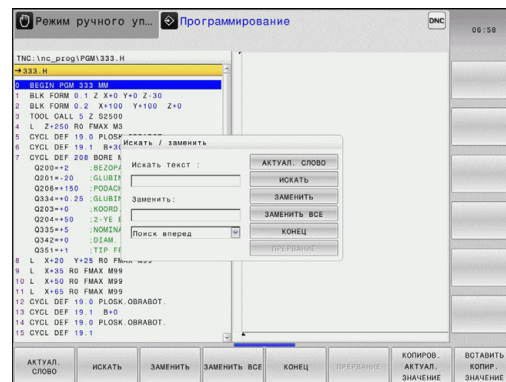 Режим ручного уп...
Программирование
DNC
06:58
TNC:\nc_prog\PGM\333.H
→333.H
0 BEGIN PGM 333 MM
1 BLK FORM 0.1 Z X+0 Y+0 Z-30
2 BLK FORM 0.2 X+100 Y+100 Z+0
3 TOOL CALL 5 Z S2500
4 L Z+250 R0 FMAX M3
5 CYCL DEF 19.0 PLOSK.OBRABOT.
6 CYCL DEF 19.1 B+30
7 CYCL DEF 208 BORE
Q200=+2 ;BEZOPA
Q201=-20 ;GLUBIN
Q206=+150 ;PODACH
Q334=+0.25 ;GLUBIN
Q203=+0 ;KOORD.
Q204=+50 ;2-YE
Q335=+5 ;NOMINA
Q342=+0 ;DIAM.
Q351=+1 ;TIP
8 L X+20 Y+25 R0 FMAX M99
9 L X+35 R0 FMAX M99
10 L X+50 R0 FMAX M99
11 L X+65 R0 FMAX M99
12 CYCL DEF 19.0 PLOSK.OBRABOT.
13 CYCL DEF 19.1 B+0
14 CYCL DEF 19.0 PLOSK.OBRABOT.
15 CYCL DEF 19.1
Искать / заменить
Искать текст :
Заменить:
Поиск вперед
АКТУАЛ. СЛОВО
ИСКАТЬ
ЗАМЕНИТЬ
ЗАМЕНИТЬ ВСЕ
КОНЕЦ
ПРЕРВАНИЕ
АКТУАЛ.
СЛОВО
ИСКАТЬ
ЗАМЕНИТЬ
ЗАМЕНИТЬ ВСЕ
КОНЕЦ
ПРЕРВАНИЕ
КОПИРОВ.
АКТУАЛ.
ЗНАЧЕНИЕ
ВСТАВИТЬ
КОПИР.
ЗНАЧЕНИЕ